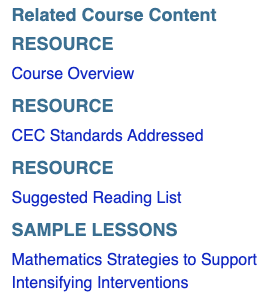 Related Course Content
RESOURCE
Course Overview
RESOURCE
CEC Standards Addressed
RESOURCE
Suggested Reading List
SAMPLE LESSONS
Mathematics Strategies to Support
Intensifying Interventions